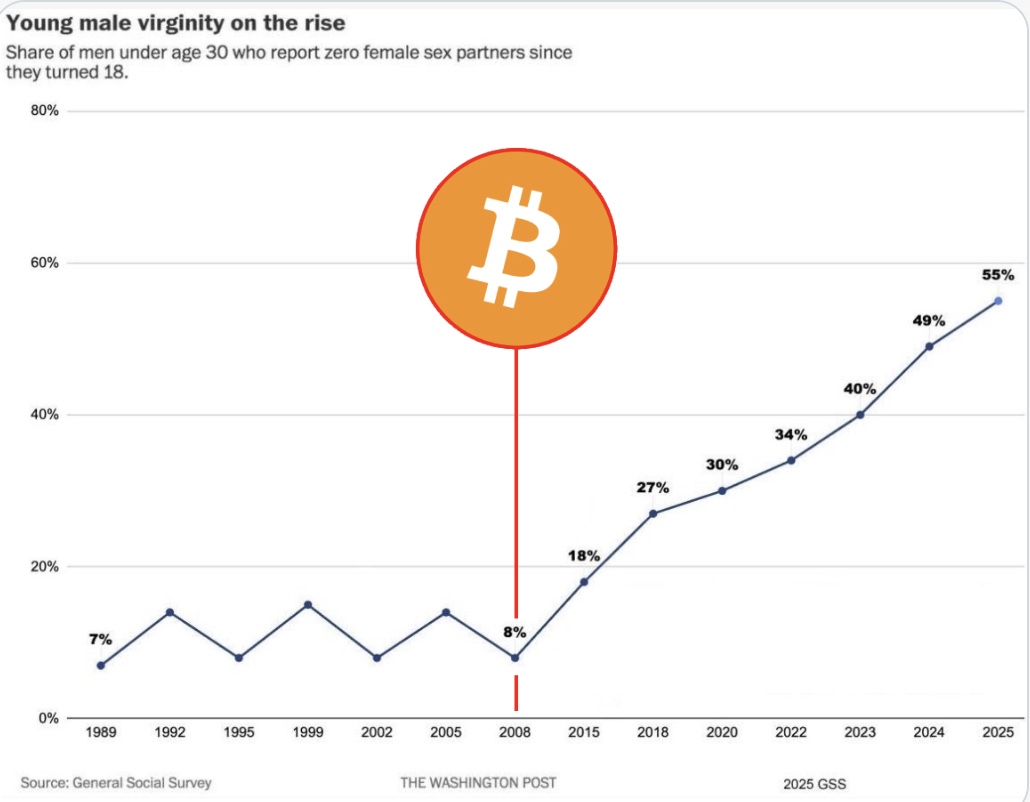 Young male virginity on the rise
Share of men under age 30 who report zero female sex partners since
they turned 18.
80%
60%
40%
20%
0%
7%
8%
18%
27%
30%
34%
40%
49%
55%
1989 1992 1995 1999 2002 2005 2008 2015 2018 2020 2022 2023 2024 2025
Source: General Social Survey THE WASHINGTON POST 2025 GSS